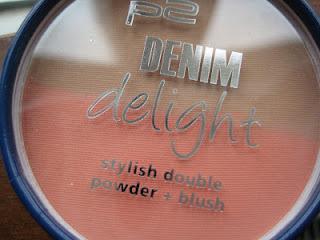 p2
DENIM
delight
stylish double
powder + blush